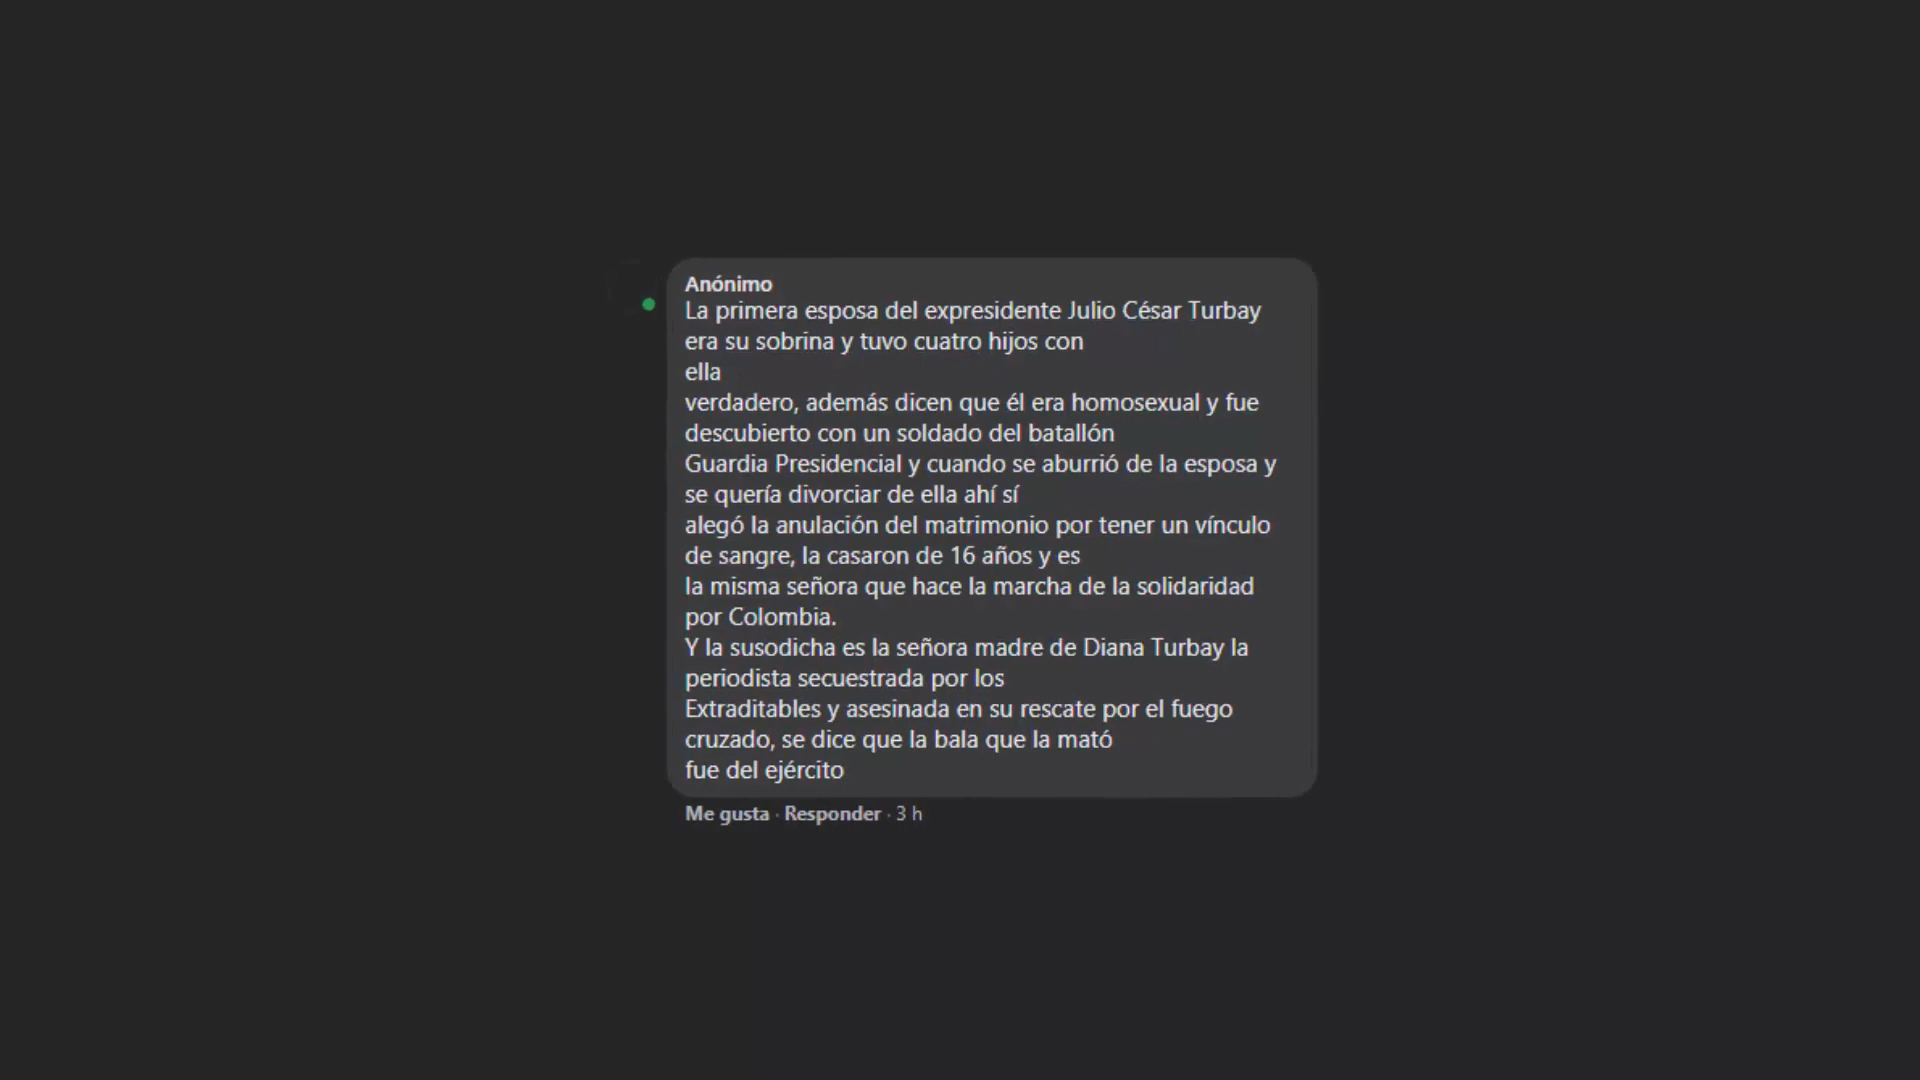 Anónimo
La primera esposa del expresidente Julio César Turbay
era su sobrina y tuvo cuatro hijos con
ella
verdadero, además dicen que él era homosexual y fue
descubierto con un soldado del batallón
Guardia Presidencial y cuando se aburrió de la esposa y
se quería divorciar de ella ahí sí
alegó la anulación del matrimonio por tener un vínculo
de sangre, la casaron de 16 años y es
la misma señora que hace la marcha de la solidaridad
por Colombia.
Y la susodicha es la señora madre de Diana Turbay la
periodista secuestrada por los
Extraditables y asesinada en su rescate por el fuego
cruzado, se dice que la bala que la mató
fue del ejército
Me gusta · Responder · 3 h